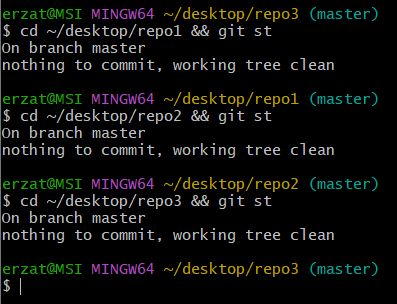 erzat@MSI MINGW64 ~/desktop/repo3 (master)
$ cd ~/desktop/repo1 && git st
On branch master
nothing to commit, working tree clean
erzat@MSI MINGW64 ~/desktop/repo1 (master)
$ cd ~/desktop/repo2 && git st
On branch master
nothing to commit, working tree clean
erzat@MSI MINGW64 ~/desktop/repo2 (master)
$ cd ~/desktop/repo3 && git st
On branch master
nothing to commit, working tree clean
erzat@MSI MINGW64 ~/desktop/repo3 (master)
$